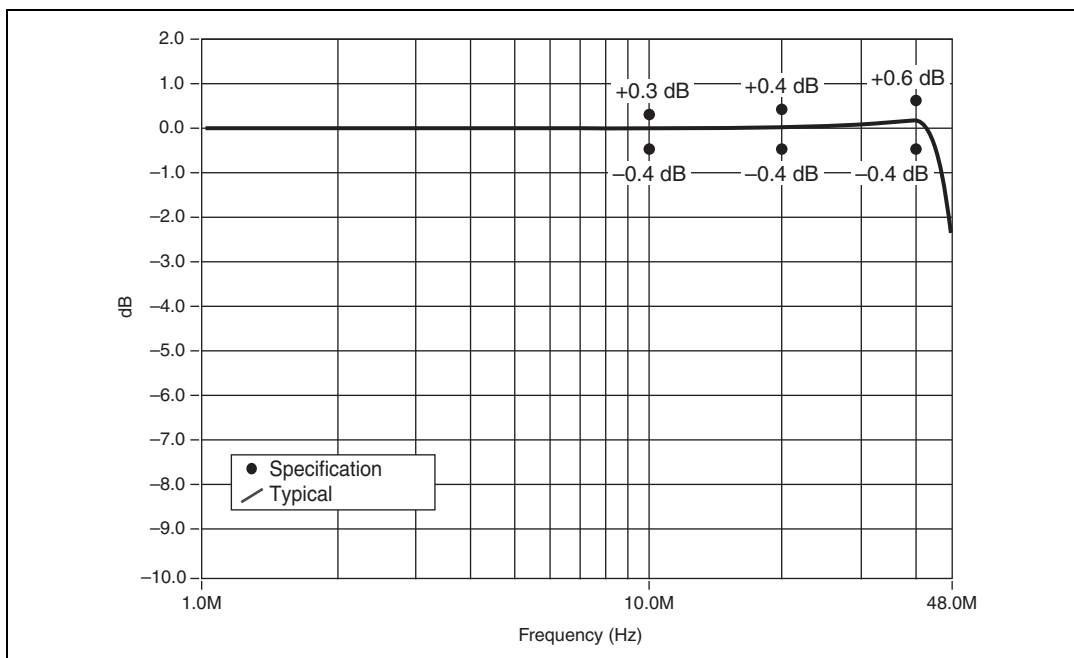 2.0
1.0
0.0
–1.0
–2.0
–3.0
–4.0
–5.0
–6.0
–7.0
–8.0
–9.0
–10.0
dB
+0.3 dB
+0.4 dB
+0.6 dB
–0.4 dB
–0.4 dB
–0.4 dB
Specification
Typical
1.0M
10.0M
48.0M
Frequency (Hz)